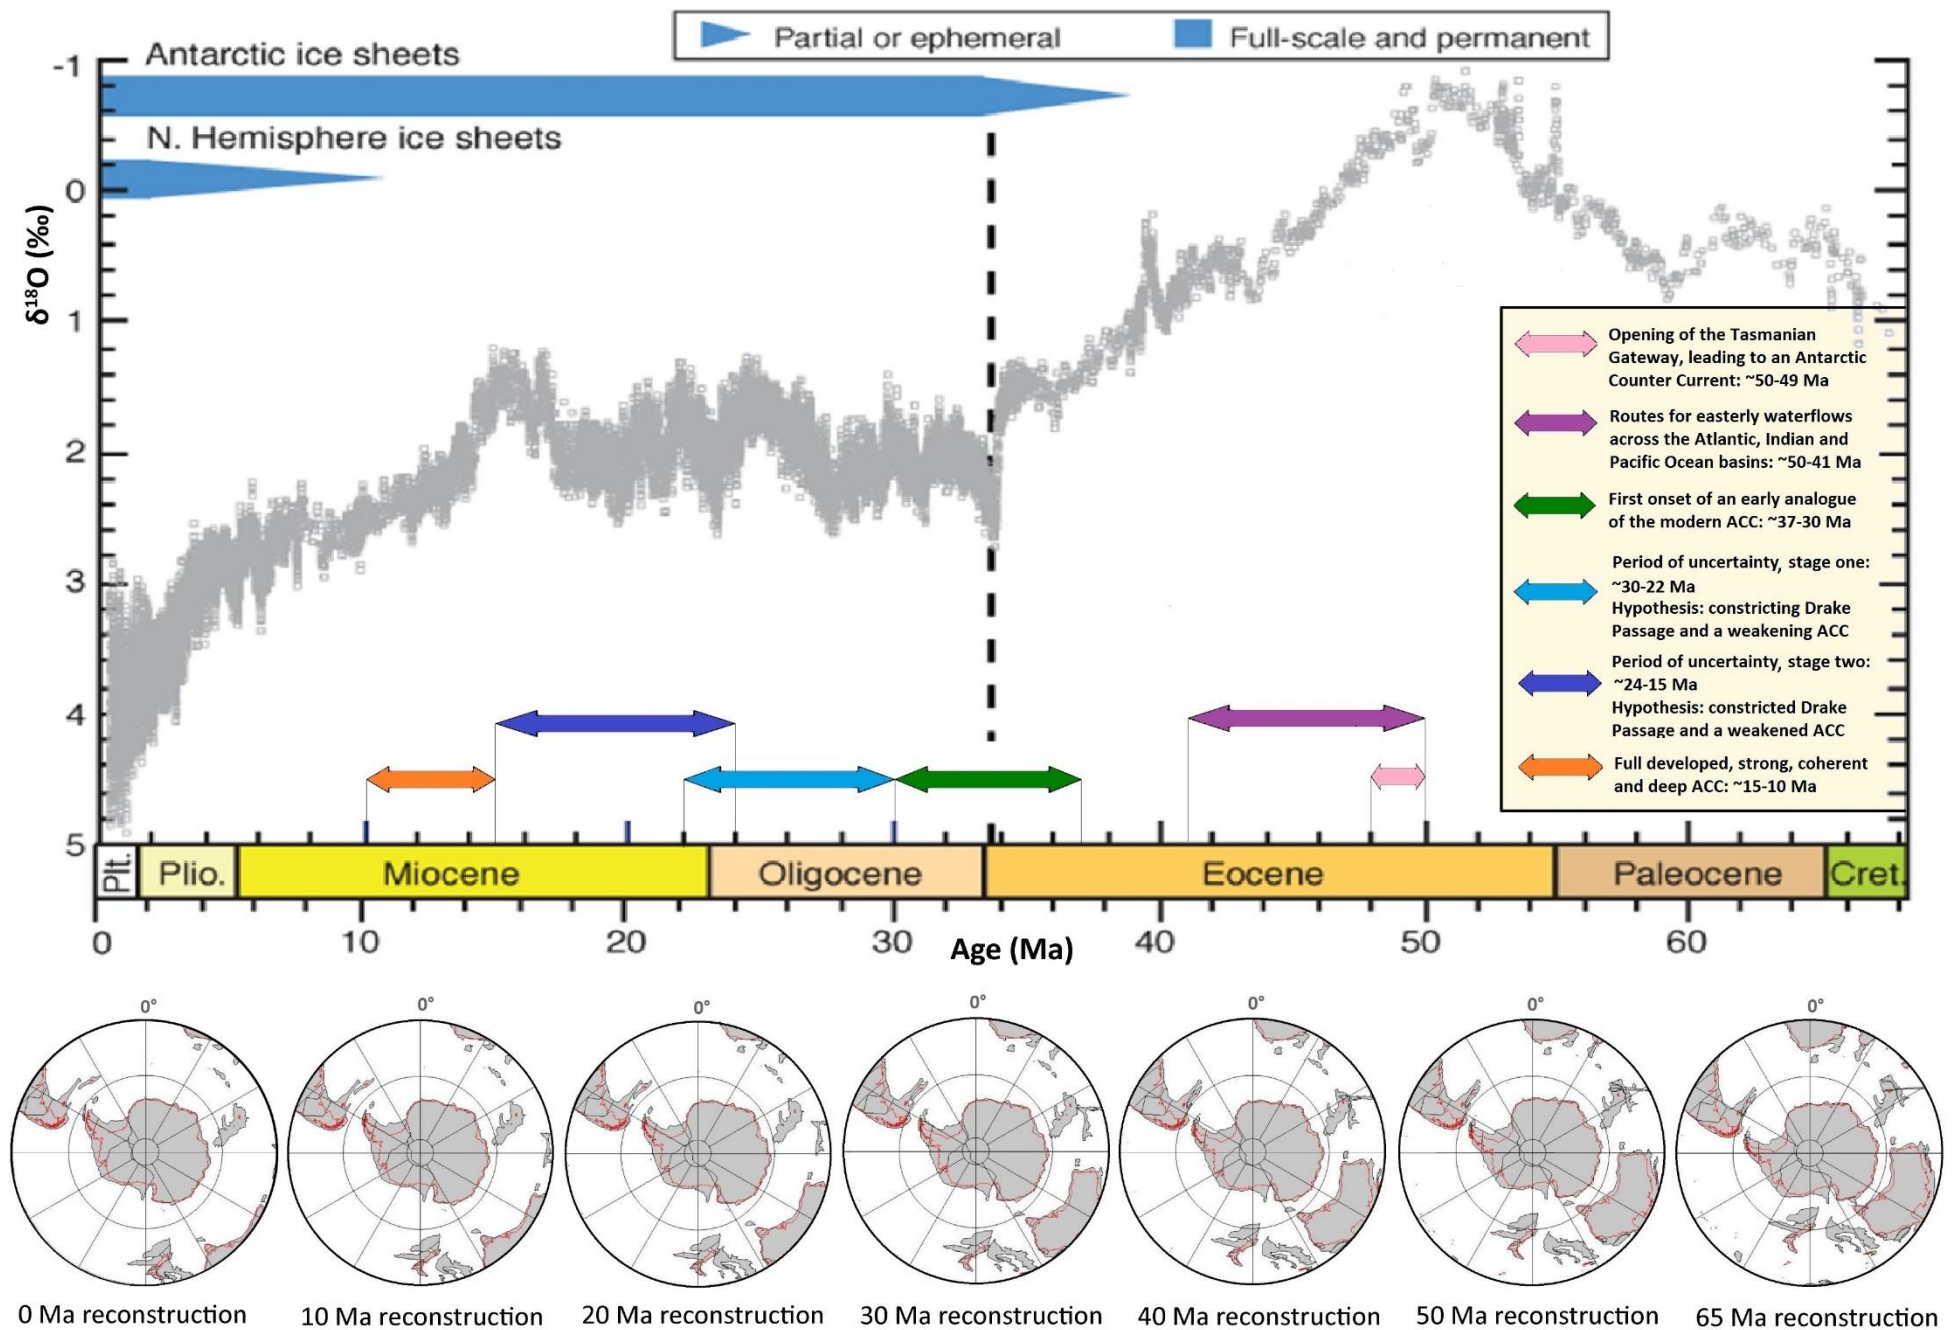 Partial or ephemeral
Full-scale and permanent
Antarctic ice sheets
N. Hemisphere ice sheets
-1
0
1
2
3
4
5
δ¹⁸O (‰)
Opening of the Tasmanian
Gateway, leading to an Antarctic
Counter Current: ~50-49 Ma
Routes for easterly waterflows
across the Atlantic, Indian and
Pacific Ocean basins: ~50-41 Ma
First onset of an early analogue
of the modern ACC: ~37-30 Ma
Period of uncertainty, stage one:
~30-22 Ma
Hypothesis: constricting Drake
Passage and a weakening ACC
Period of uncertainty, stage two:
~24-15 Ma
Hypothesis: constricted Drake
Passage and a weakened ACC
Full developed, strong, coherent
and deep ACC: ~15-10 Ma
Plt. Plio. Miocene Oligocene Eocene Paleocene Cret.
0 10 20 30 40 50 60
Age (Ma)
0° 0° 0° 0° 0° 0° 0°
0 Ma reconstruction
10 Ma reconstruction
20 Ma reconstruction
30 Ma reconstruction
40 Ma reconstruction
50 Ma reconstruction
65 Ma reconstruction